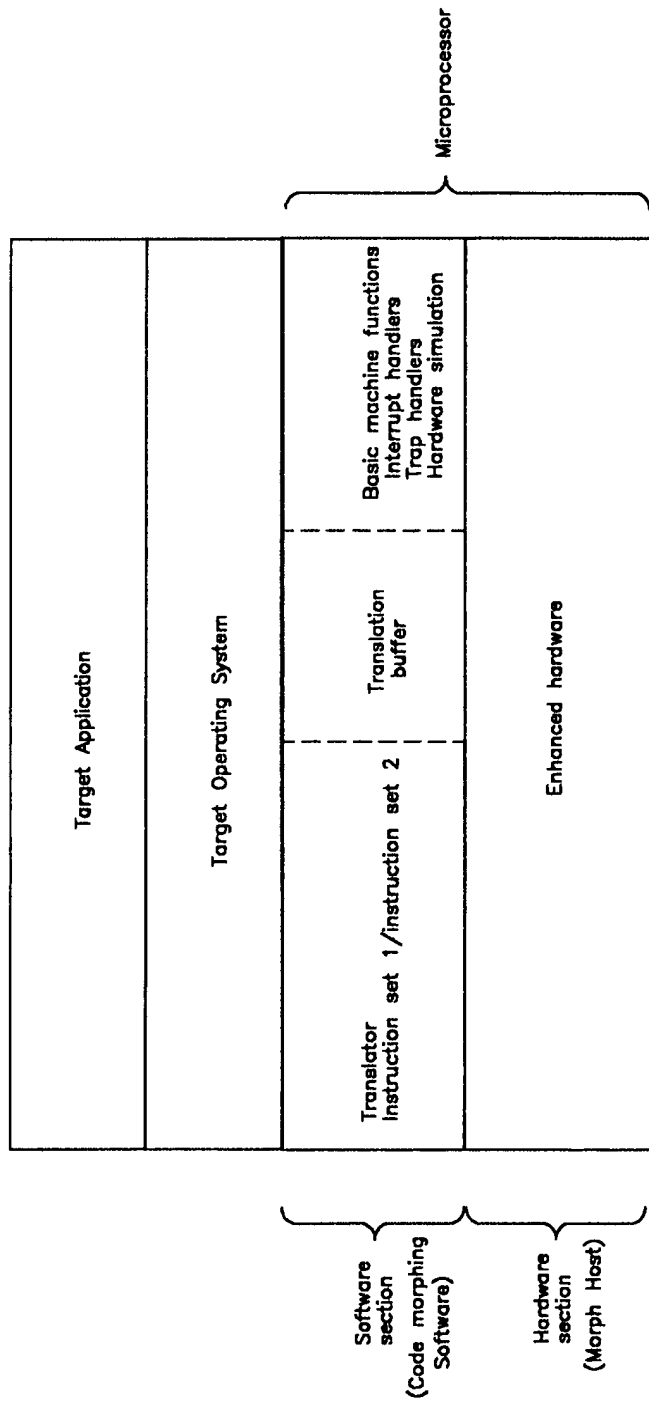 Target Application
Target Operating System
Translator
Instruction set 1/instruction set 2
Translation
buffer
Basic machine functions
Interrupt handlers
Trap handlers
Hardware simulation
Enhanced hardware
Software
section
(Code morphing
Software)
Hardware
section
(Morph Host)
Microprocessor